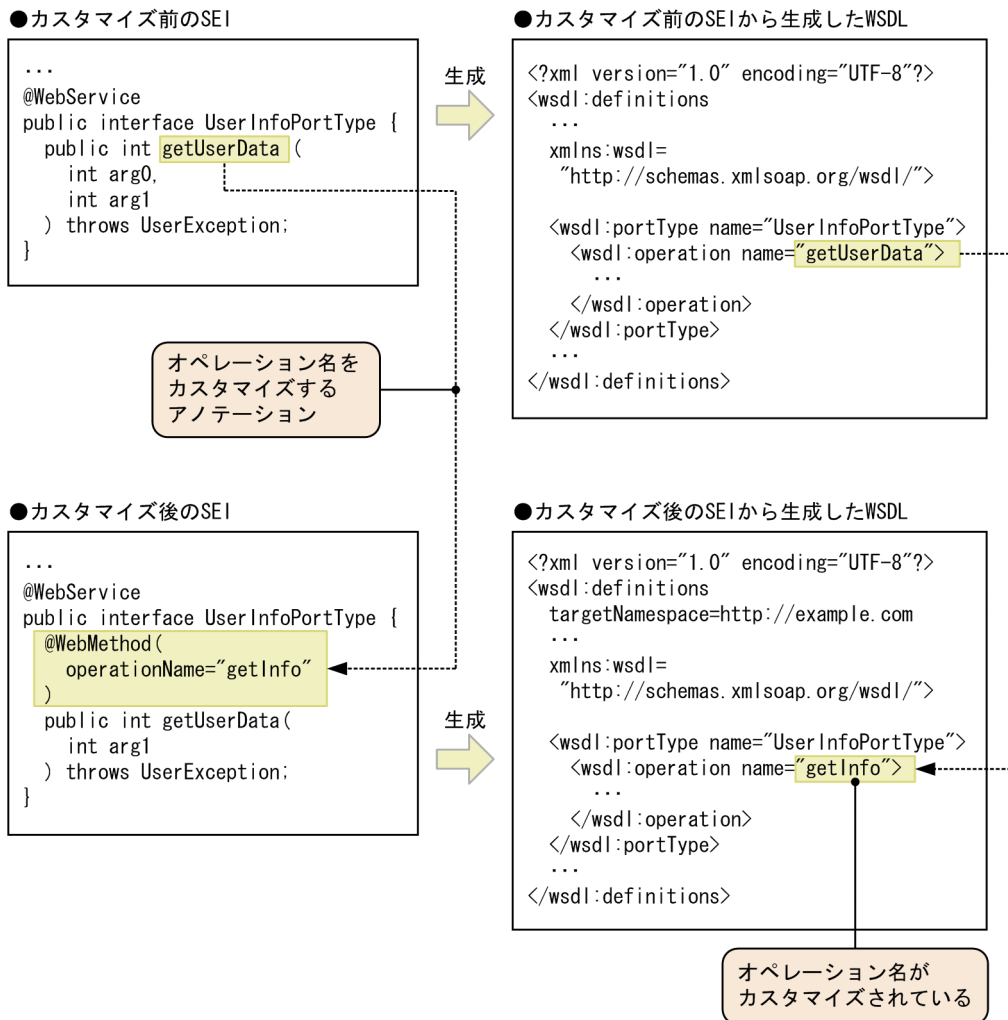 ●カスタマイズ前のSEI
...
@WebService
public interface UserInfoPortType {
public int getUserData (
int arg0,
int arg1
) throws UserException;
}
生成
●カスタマイズ前のSEIから生成したWSDL
<?xml version="1.0" encoding="UTF-8"?>
<wsdl:definitions
...
xmlns:wsdl=
"http://schemas.xmlsoap.org/wsdl/">
<wsdl:portType name="UserInfoPortType">
<wsdl:operation name="getUserData">
...
</wsdl:operation>
</wsdl:portType>
...
</wsdl:definitions>
オペレーション名を
カスタマイズする
アノテーション
●カスタマイズ後のSEI
...
@WebService
public interface UserInfoPortType {
@WebMethod(
operationName="getInfo"
)
public int getUserData(
int arg1
) throws UserException;
}
生成
●カスタマイズ後のSEIから生成したWSDL
<?xml version="1.0" encoding="UTF-8"?>
<wsdl:definitions
targetNamespace=http://example.com
...
xmlns:wsdl=
"http://schemas.xmlsoap.org/wsdl/">
<wsdl:portType name="UserInfoPortType">
<wsdl:operation name="getInfo">
...
</wsdl:operation>
</wsdl:portType>
...
</wsdl:definitions>
オペレーション名が
カスタマイズされている